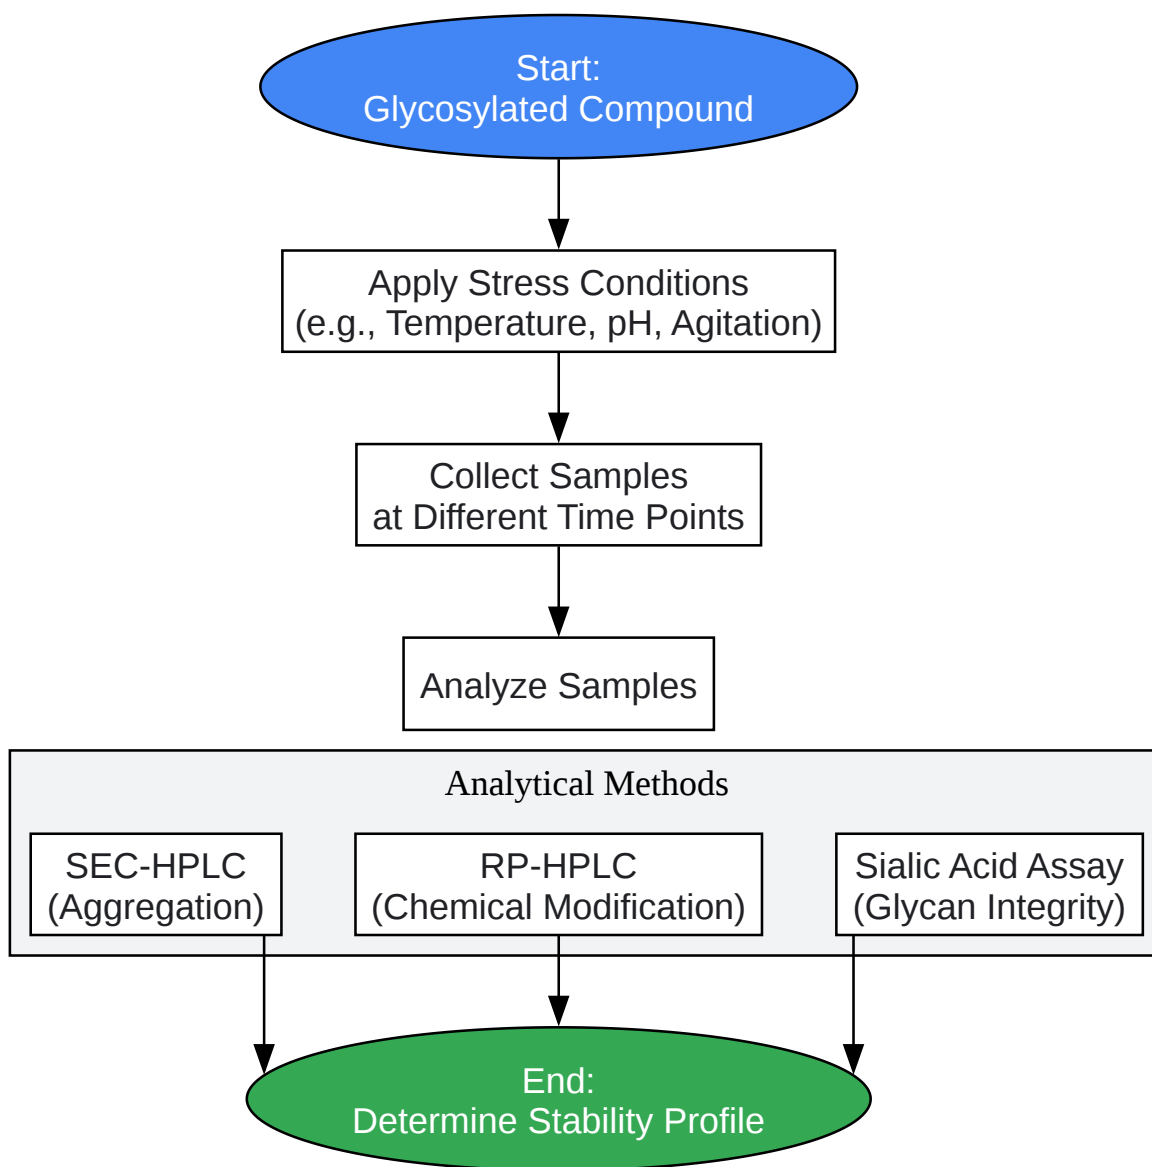 Start:
Glycosylated Compound
Apply Stress Conditions
(e.g., Temperature, pH, Agitation)
Collect Samples
at Different Time Points
Analyze Samples
Analytical Methods
SEC-HPLC
(Aggregation)
RP-HPLC
(Chemical Modification)
Sialic Acid Assay
(Glycan Integrity)
End:
Determine Stability Profile